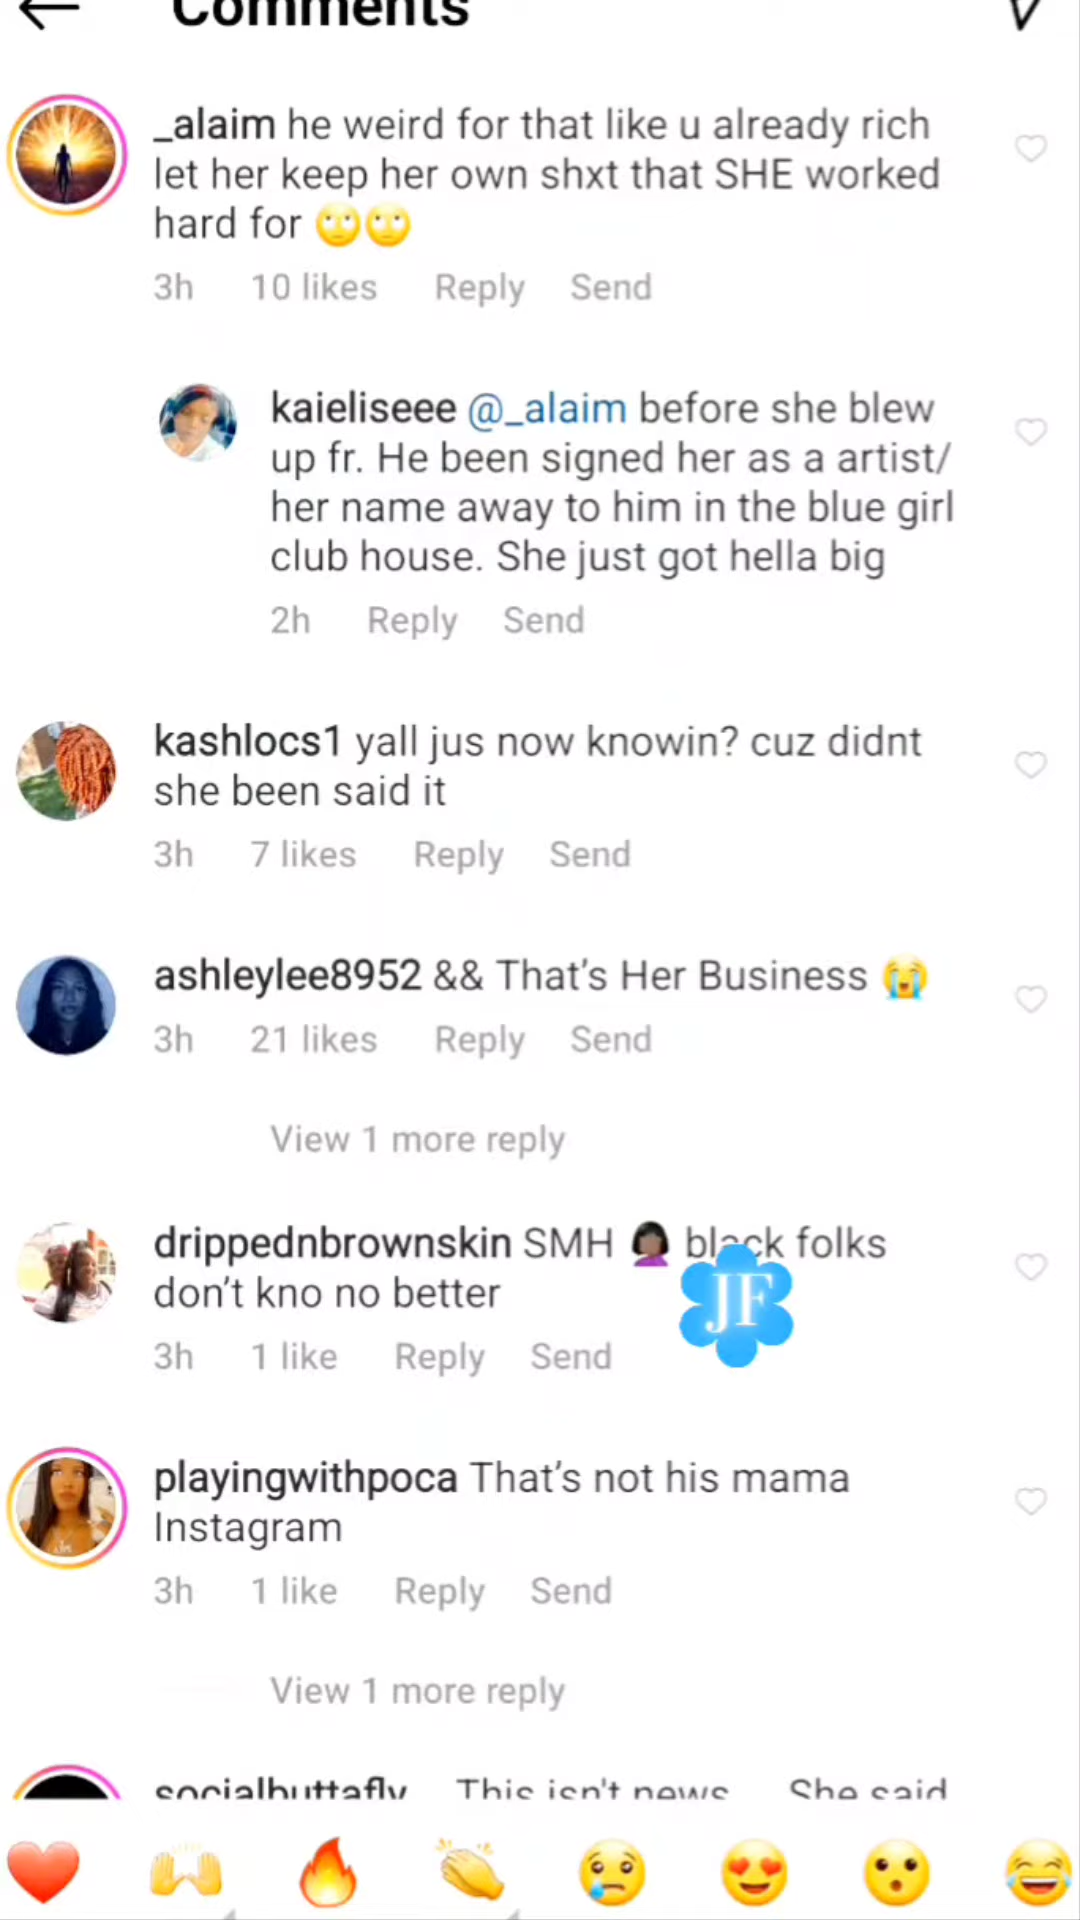 Comments
_alaim he weird for that like u already rich
let her keep her own shxt that SHE worked
hard for 🙄🙄
3h 10 likes Reply Send
kaieliseee @_alaim before she blew
up fr. He been signed her as a artist/
her name away to him in the blue girl
club house. She just got hella big
2h Reply Send
kashlocs1 yall jus now knowin? cuz didnt
she been said it
3h 7 likes Reply Send
ashleylee8952 && That's Her Business 😭
3h 21 likes Reply Send
View 1 more reply
drippednbrownskin SMH 🤦🏾‍♀️ black folks
don't kno no better
JF
3h 1 like Reply Send
playingwithpoca That's not his mama
Instagram
3h 1 like Reply Send
View 1 more reply
socialbuttafly_ This isn't news... She said